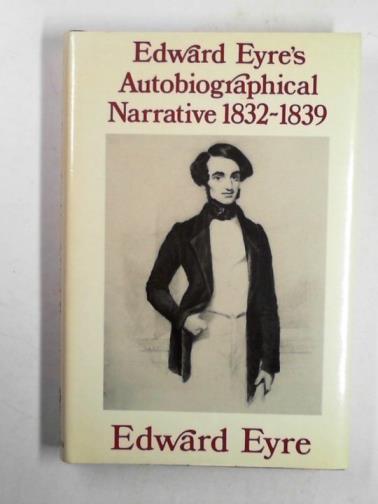 Edward Eyre's
Autobiographical
Narrative 1832-1839
Edward Eyre